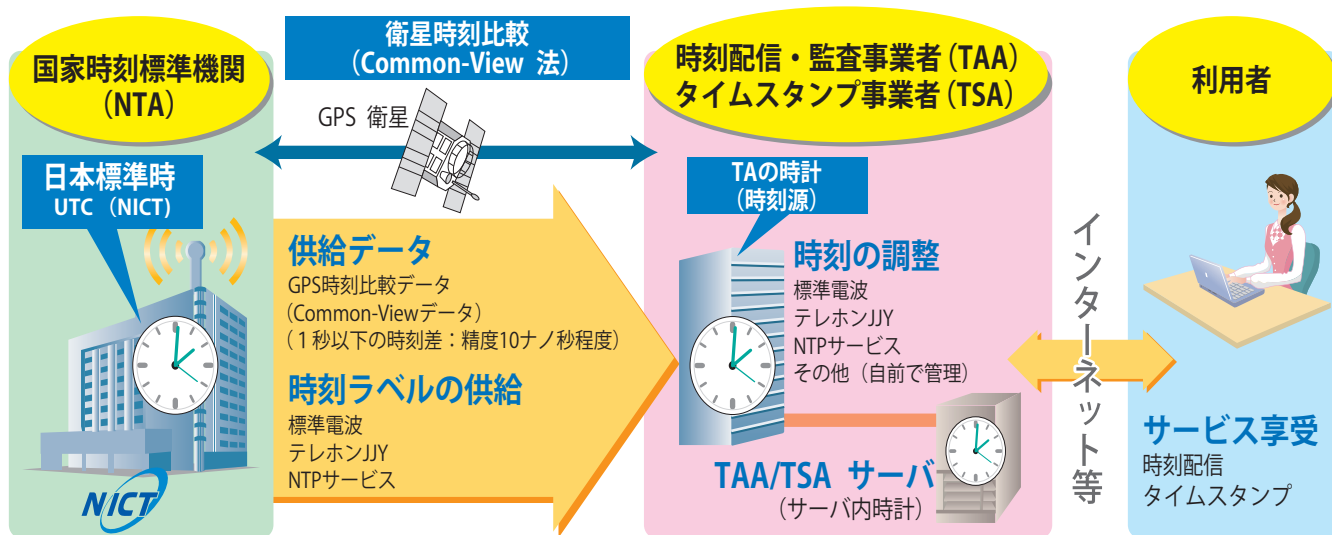 国家時刻標準機関
（NTA）
日本標準時
UTC（NICT）
NICT
衛星時刻比較
（Common-View 法）
GPS 衛星
供給データ
GPS時刻比較データ
（Common-Viewデータ）
（１秒以下の時刻差：精度10ナノ秒程度）
時刻ラベルの供給
標準電波
テレホンJJY
NTPサービス
時刻配信・監査事業者（TAA）
タイムスタンプ事業者（TSA）
TAの時計
（時刻源）
時刻の調整
標準電波
テレホンJJY
NTPサービス
その他（自前で管理）
TAA/TSA サーバ
（サーバ内時計）
インターネット等
利用者
サービス享受
時刻配信
タイムスタンプ